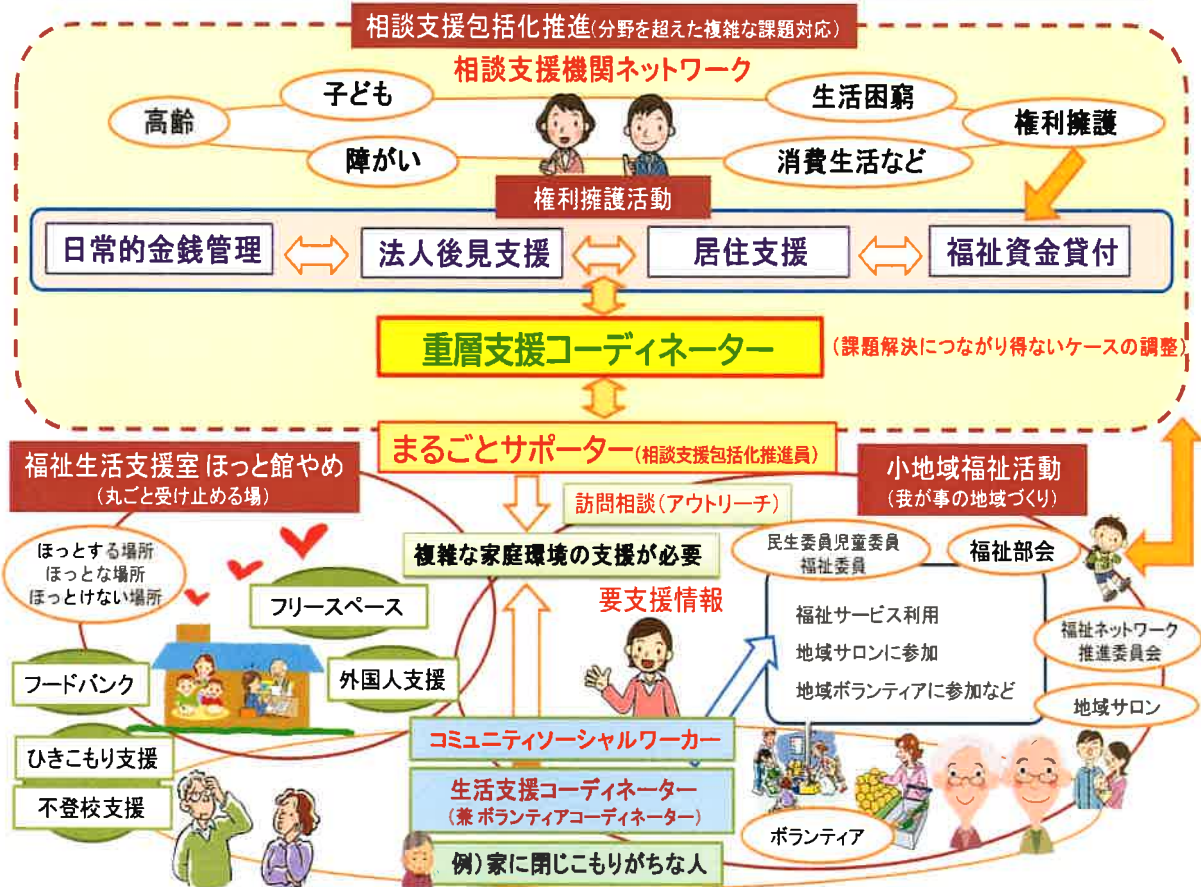 相談支援包括化推進(分野を超えた複雑な課題対応)
相談支援機関ネットワーク
子ども
生活困窮
高齢
権利擁護
障がい
消費生活など
権利擁護活動
日常的金銭管理
法人後見支援
居住支援
福祉資金貸付
重層支援コーディネーター
(課題解決につながり得ないケースの調整)
まるごとサポーター(相談支援包括化推進員)
福祉生活支援室 ほっと館やめ
(丸ごと受け止める場)
小地域福祉活動
(我が事の地域づくり)
訪問相談(アウトリーチ)
ほっとする場所
ほっとな場所
ほっとけない場所
複雑な家庭環境の支援が必要
民生委員児童委員
福祉委員
福祉部会
フリースペース
要支援情報
福祉サービス利用
地域サロンに参加
地域ボランティアに参加など
福祉ネットワーク
推進委員会
フードバンク
外国人支援
地域サロン
ひきこもり支援
コミュニティソーシャルワーカー
不登校支援
生活支援コーディネーター
(兼 ボランティアコーディネーター)
ボランティア
例)家に閉じこもりがちな人